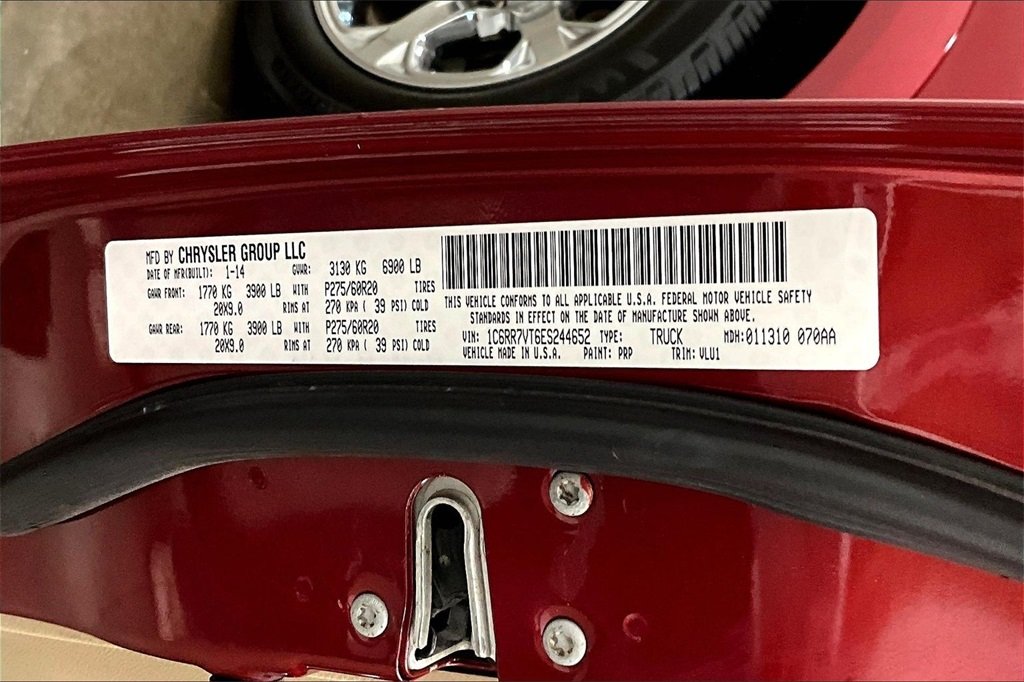 MFD BY CHRYSLER GROUP LLC
DATE OF MFR(BUILT): 1-14 GVWR: 3130 KG 6900 LB
GAWR FRONT: 1770 KG 3900 LB WITH P275/60R20 TIRES
20X9.0 RIMS AT 270 KPA ( 39 PSI) COLD
GAWR REAR: 1770 KG 3900 LB WITH P275/60R20 TIRES
20X9.0 RIMS AT 270 KPA ( 39 PSI) COLD
THIS VEHICLE CONFORMS TO ALL APPLICABLE U.S.A. FEDERAL MOTOR VEHICLE SAFETY
STANDARDS IN EFFECT ON THE DATE OF MANUFACTURE SHOWN ABOVE.
VIN: 1C6RR7VT6ES244652 TYPE: TRUCK MDH:011310 070AA
VEHICLE MADE IN U.S.A. PAINT: PRP TRIM: VLU1